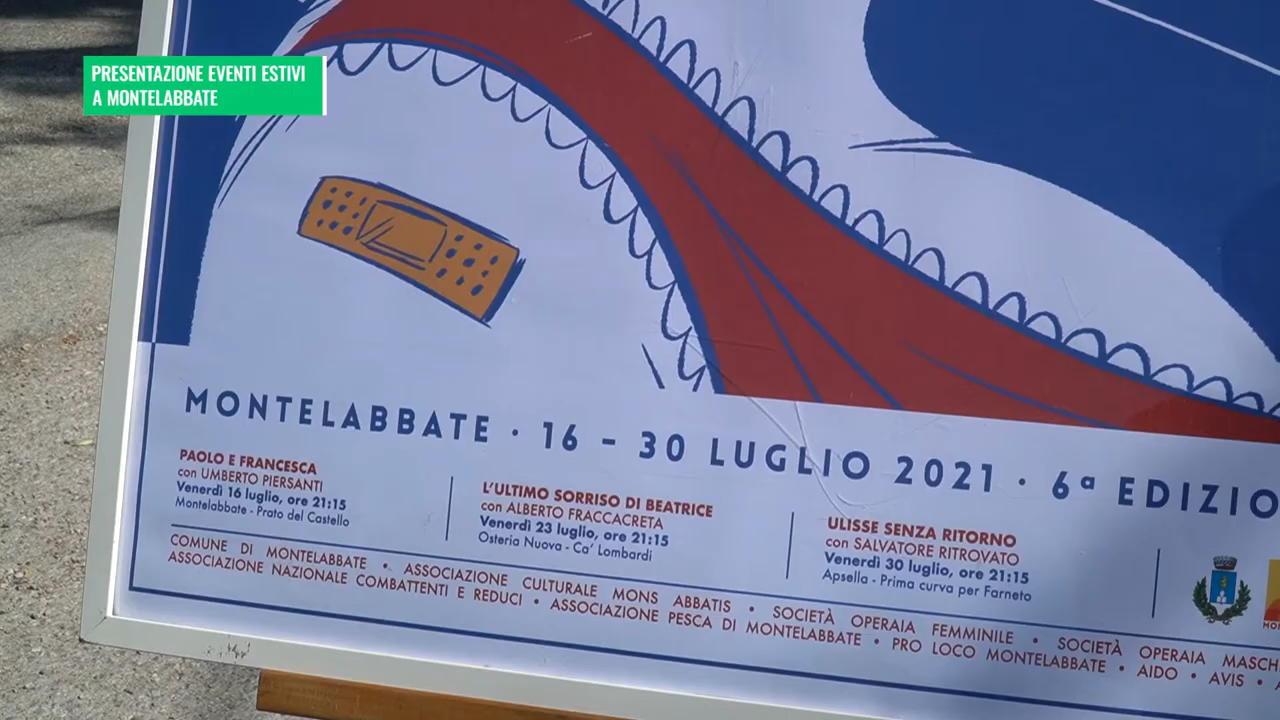 PRESENTAZIONE EVENTI ESTIVI
A MONTELABBATE
MONTELABBATE · 16 - 30 LUGLIO 2021 · 6ª EDIZIO
PAOLO E FRANCESCA
con UMBERTO PIERSANTI
Venerdì 16 luglio, ore 21:15
Montelabbate - Prato del Castello
L'ULTIMO SORRISO DI BEATRICE
con ALBERTO FRACCACRETA
Venerdì 23 luglio, ore 21:15
Osteria Nuova - Ca' Lombardi
ULISSE SENZA RITORNO
con SALVATORE RITROVATO
Venerdì 30 luglio, ore 21:15
Apsella - Prima curva per Farneto
COMUNE DI MONTELABBATE • ASSOCIAZIONE CULTURALE MONS ABBATIS • SOCIETÀ OPERAIA FEMMINILE • SOCIETÀ OPERAIA MASCH
ASSOCIAZIONE NAZIONALE COMBATTENTI E REDUCI • ASSOCIAZIONE PESCA DI MONTELABBATE • PRO LOCO MONTELABBATE • AIDO • AVIS •